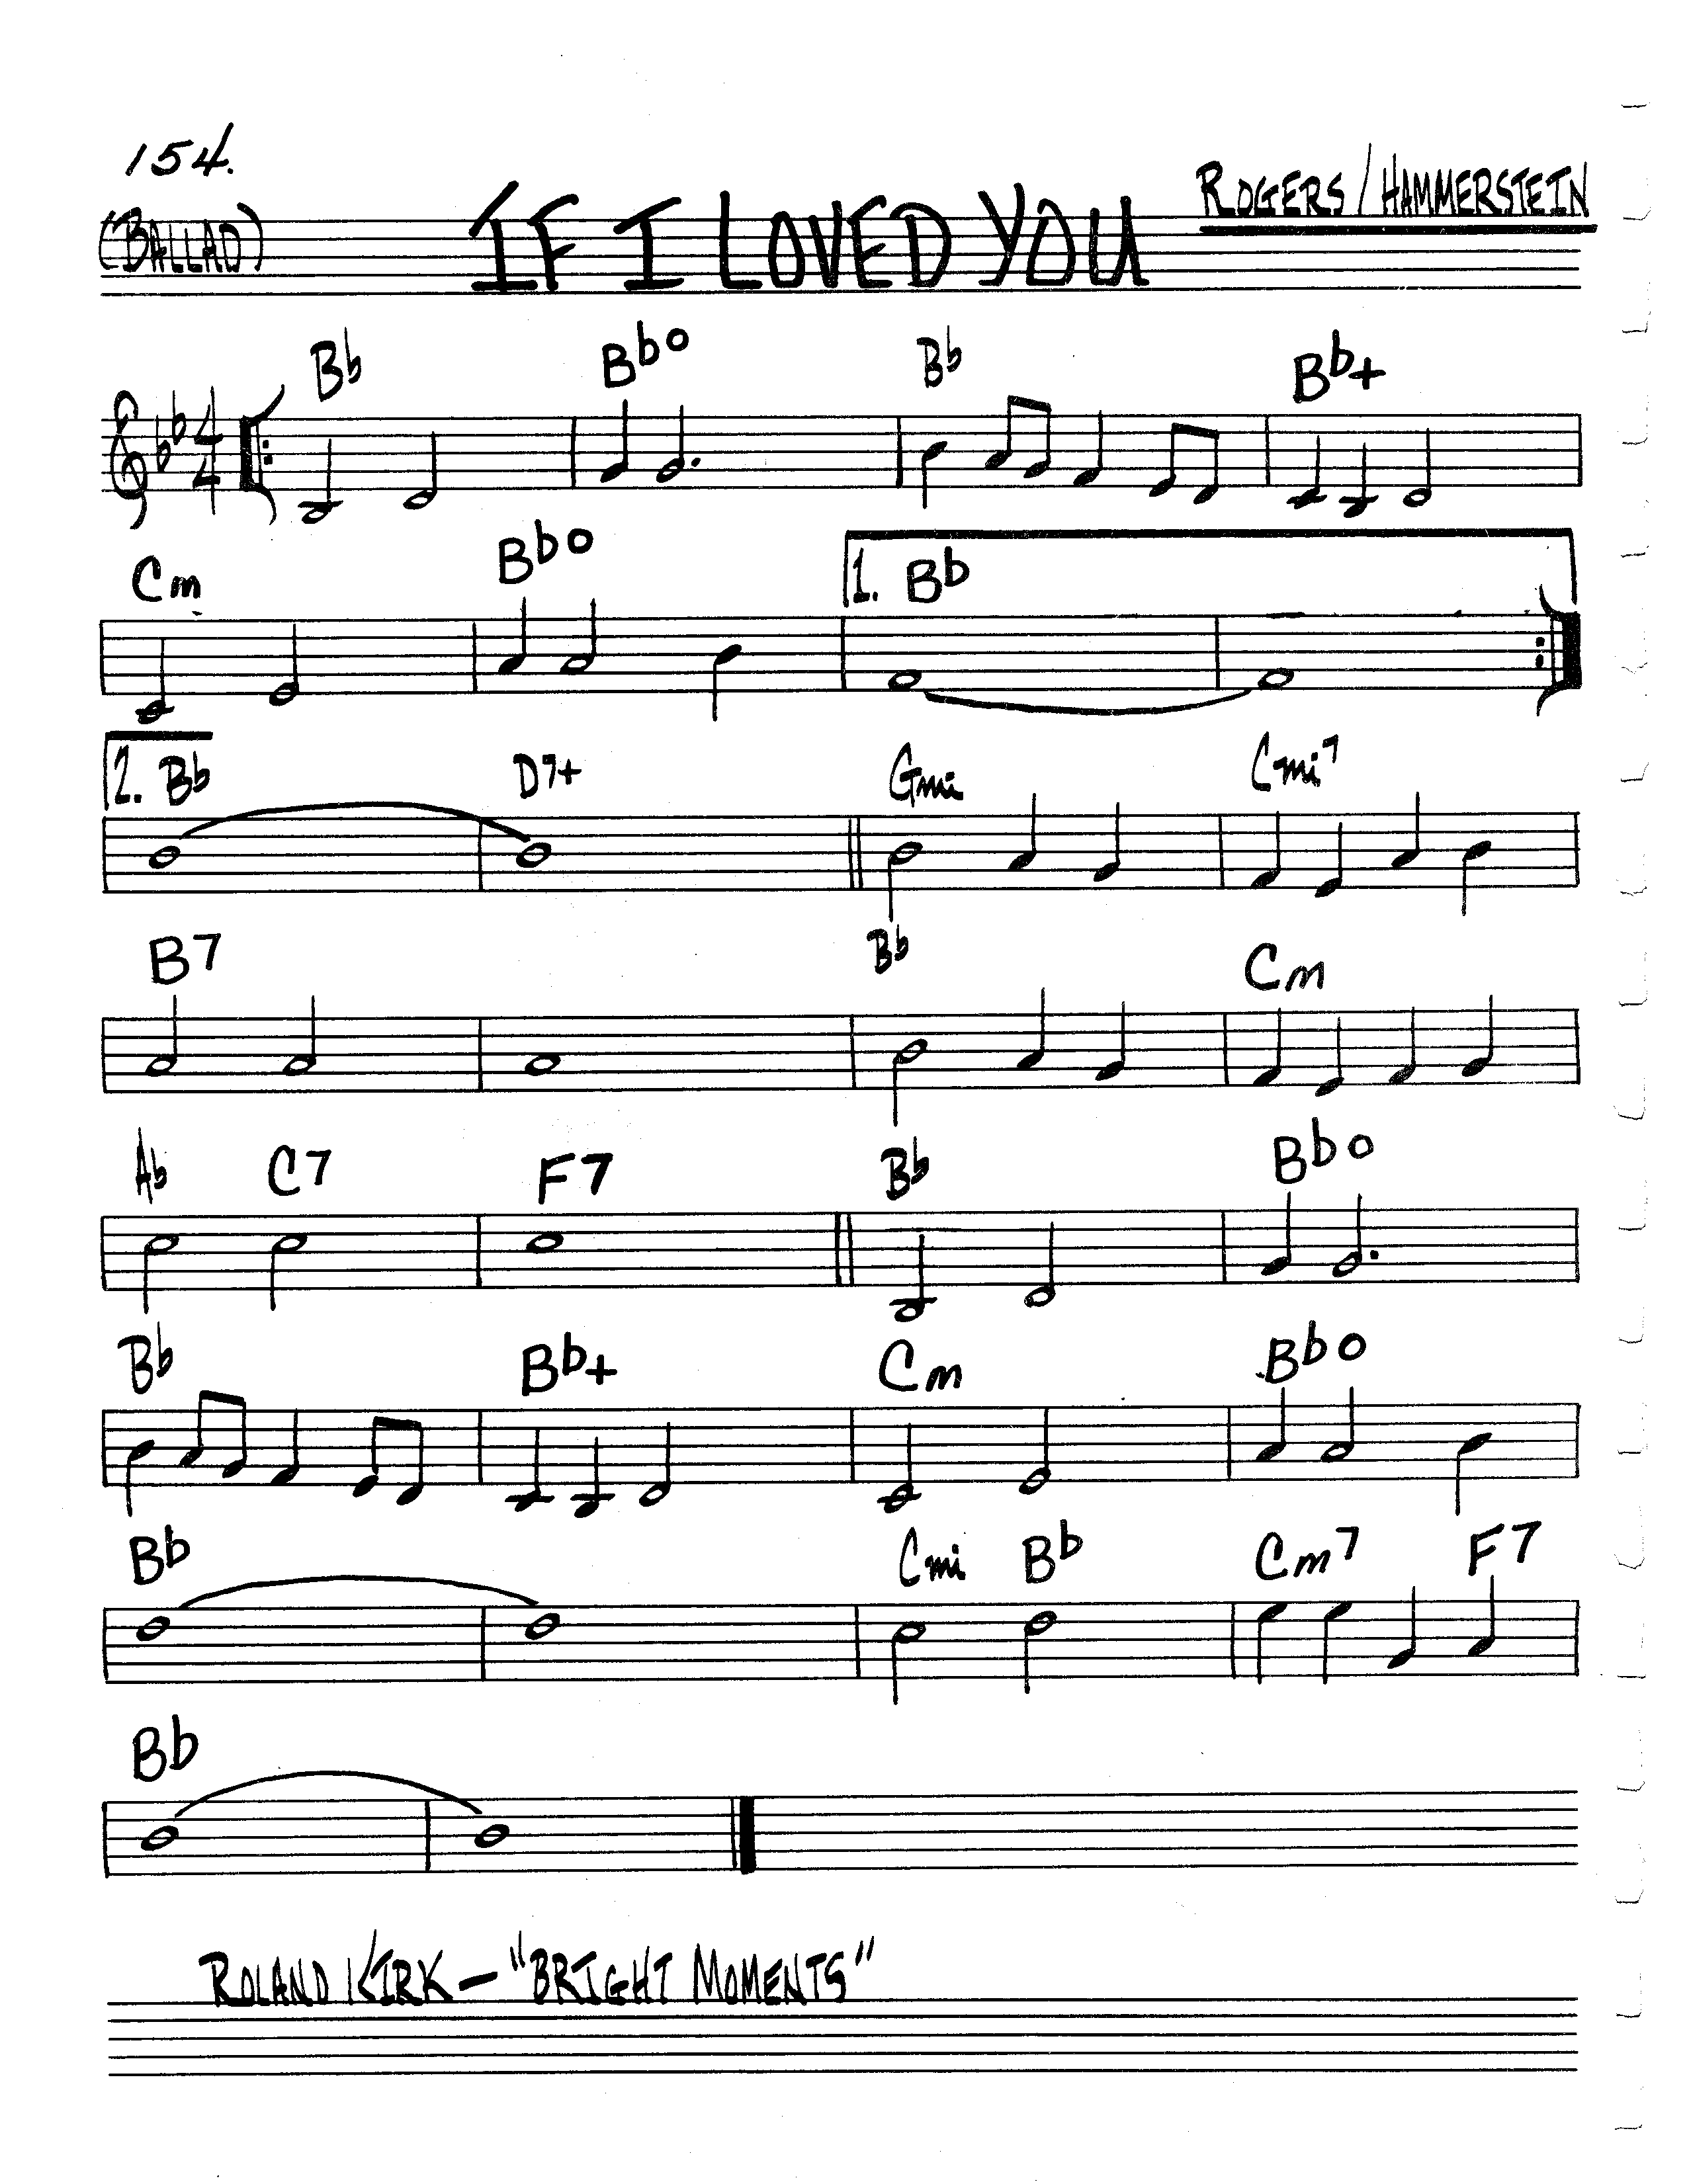 154.
ROGERS / HAMMERSTEIN
(BALLAD) IF I LOVED YOU
Bb Bbo Bb Bb+
4
4
Cm Bbo 1. Bb
2. Bb D7+ Gmi Cmi7
B7 Bb Cm
Ab C7 F7 Bb Bbo
Bb Bb+ Cm Bbo
Bb Cmi Bb Cm7 F7
Bb
ROLAND KIRK — "BRIGHT MOMENTS"